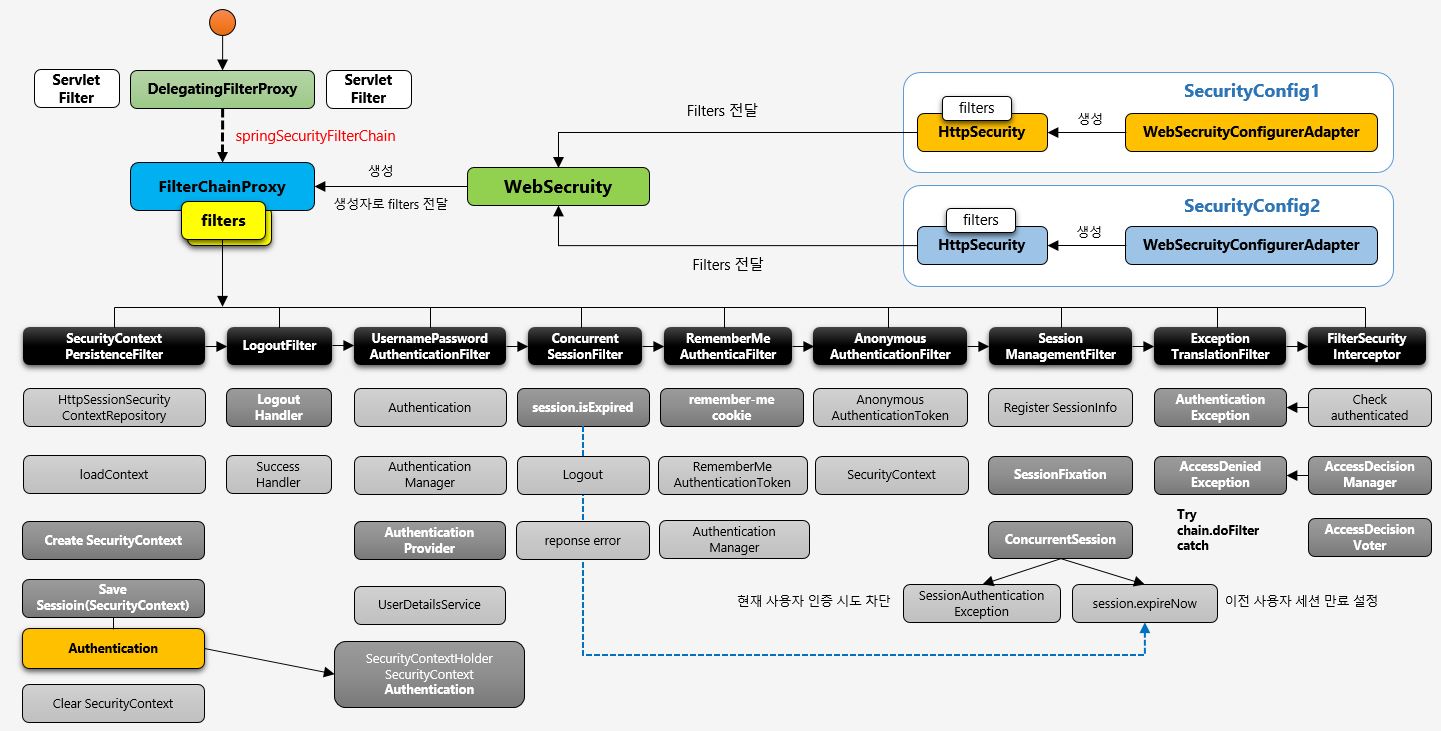 Servlet
Filter
DelegatingFilterProxy
Servlet
Filter
springSecurityFilterChain
FilterChainProxy
filters
생성
생성자로 filters 전달
WebSecruity
Filters 전달
Filters 전달
SecurityConfig1
filters
HttpSecurity
생성
WebSecruityConfigurerAdapter
SecurityConfig2
filters
HttpSecurity
생성
WebSecruityConfigurerAdapter
SecurityContext
PersistenceFilter
LogoutFilter
UsernamePassword
AuthenticationFilter
Concurrent
SessionFilter
RememberMe
AuthenticaFilter
Anonymous
AuthenticationFilter
Session
ManagementFilter
Exception
TranslationFilter
FilterSecurity
Interceptor
HttpSessionSecurity
ContextRepository
Logout
Handler
Authentication
session.isExpired
remember-me
cookie
Anonymous
AuthenticationToken
Register SessionInfo
Authentication
Exception
Check
authenticated
loadContext
Success
Handler
Authentication
Manager
Logout
RememberMe
AuthenticationToken
SecurityContext
SessionFixation
AccessDenied
Exception
AccessDecision
Manager
Create SecurityContext
Authentication
Provider
reponse error
Authentication
Manager
ConcurrentSession
Try
chain.doFilter
catch
AccessDecision
Voter
Save
Sessioin(SecurityContext)
UserDetailsService
현재 사용자 인증 시도 차단
SessionAuthentication
Exception
session.expireNow
이전 사용자 세션 만료 설정
Authentication
SecurityContextHolder
SecurityContext
Authentication
Clear SecurityContext